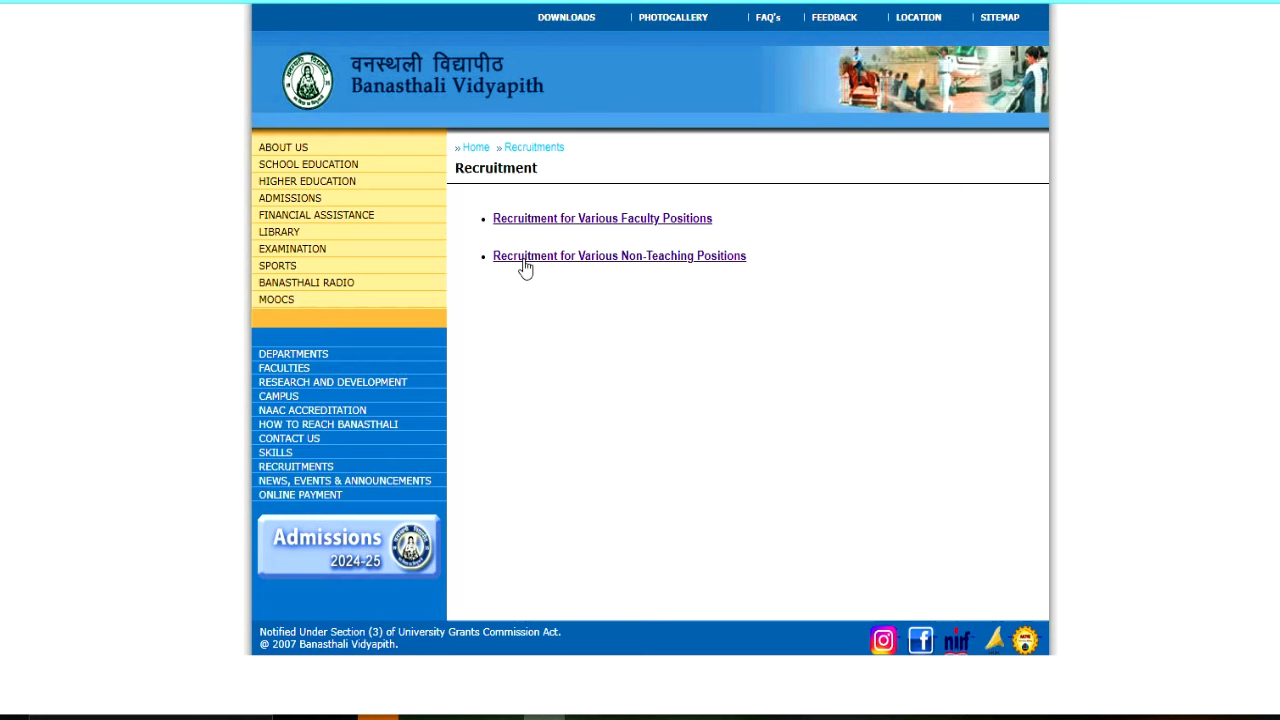 DOWNLOADS | PHOTOGALLERY | FAQ's | FEEDBACK | LOCATION | SITEMAP
वनस्थली विद्यापीठ
Banasthali Vidyapith
ABOUT US
SCHOOL EDUCATION
HIGHER EDUCATION
ADMISSIONS
FINANCIAL ASSISTANCE
LIBRARY
EXAMINATION
SPORTS
BANASTHALI RADIO
MOOCS
DEPARTMENTS
FACULTIES
RESEARCH AND DEVELOPMENT
CAMPUS
NAAC ACCREDITATION
HOW TO REACH BANASTHALI
CONTACT US
SKILLS
RECRUITMENTS
NEWS, EVENTS & ANNOUNCEMENTS
ONLINE PAYMENT
Admissions
2024-25
» Home » Recruitments
Recruitment
• Recruitment for Various Faculty Positions
• Recruitment for Various Non-Teaching Positions
Notified Under Section (3) of University Grants Commission Act.
@ 2007 Banasthali Vidyapith.
nirf